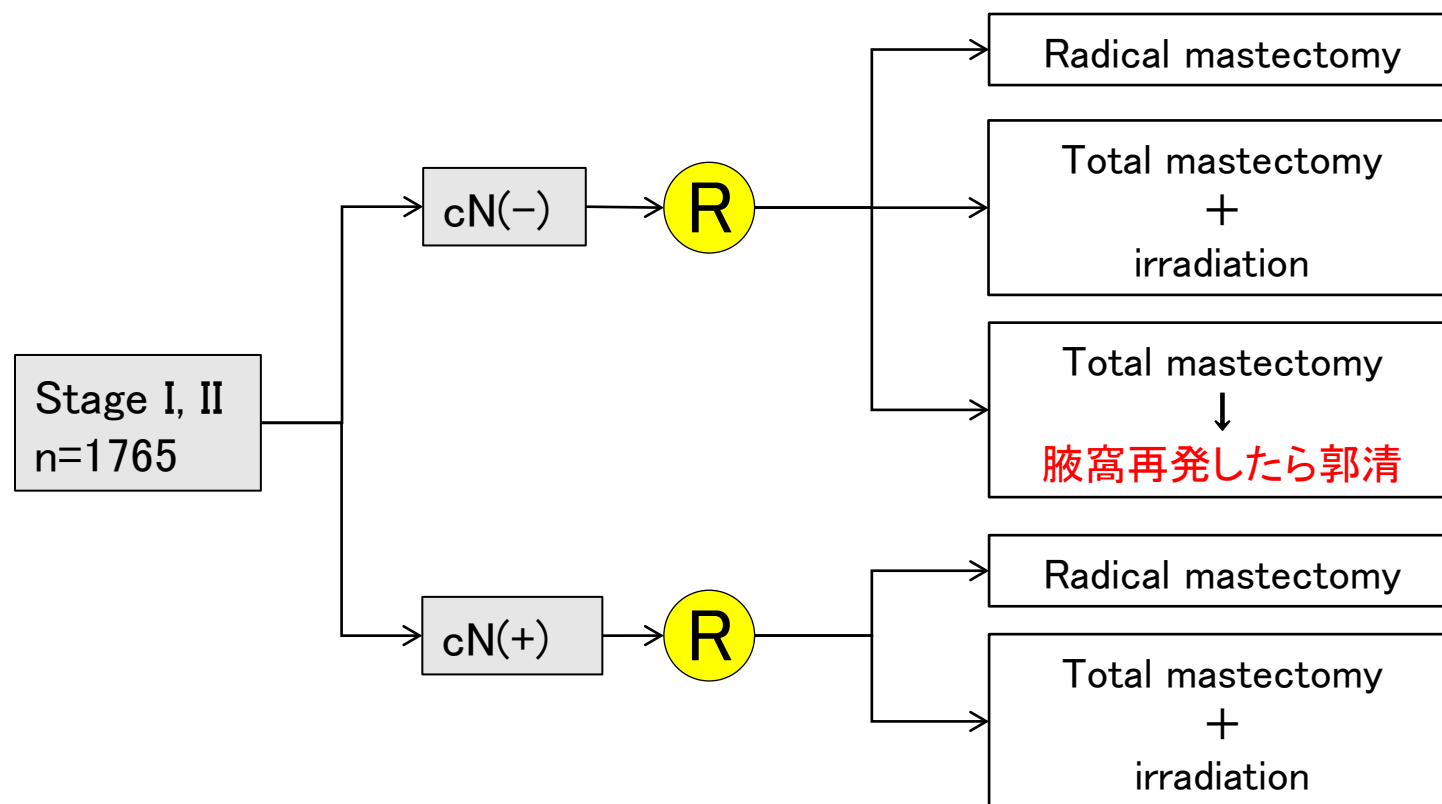 Stage I, II
n=1765
cN(-)
R
Radical mastectomy
Total mastectomy
+
irradiation
Total mastectomy
↓
腋窩再発したら郭清
cN(+)
R
Radical mastectomy
Total mastectomy
+
irradiation